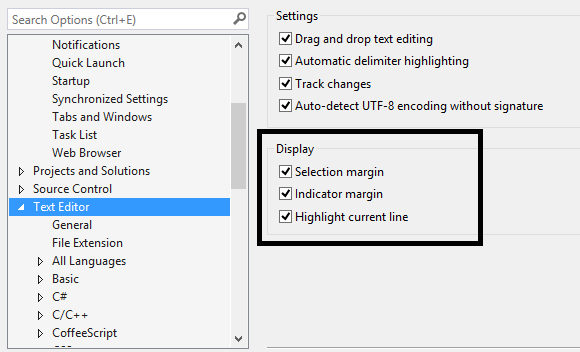 Search Options (Ctrl+E)
Notifications
Quick Launch
Startup
Synchronized Settings
Tabs and Windows
Task List
Web Browser
Projects and Solutions
Source Control
Text Editor
General
File Extension
All Languages
Basic
C#
C/C++
CoffeeScript
Settings
Drag and drop text editing
Automatic delimiter highlighting
Track changes
Auto-detect UTF-8 encoding without signature
Display
Selection margin
Indicator margin
Highlight current line